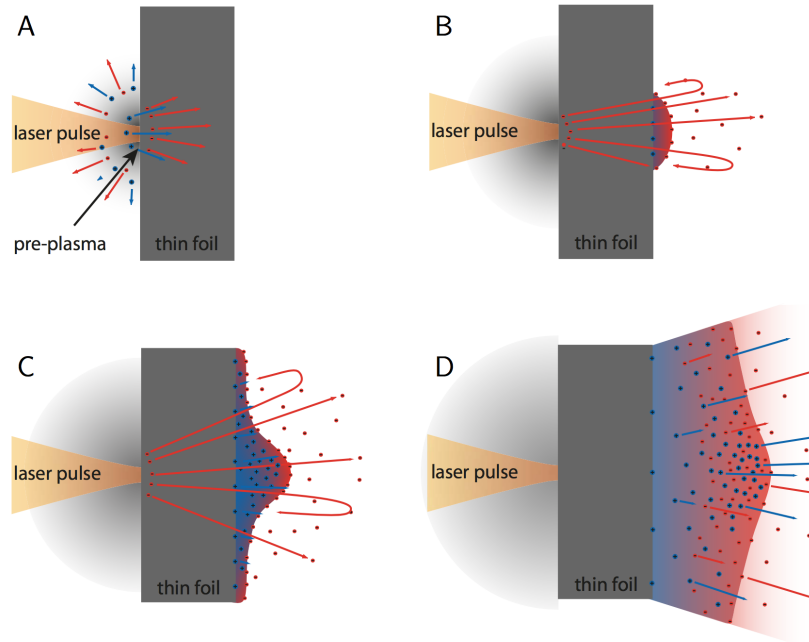 A
laser pulse
pre-plasma
thin foil
B
laser pulse
thin foil
C
laser pulse
thin foil
D
laser pulse
thin foil